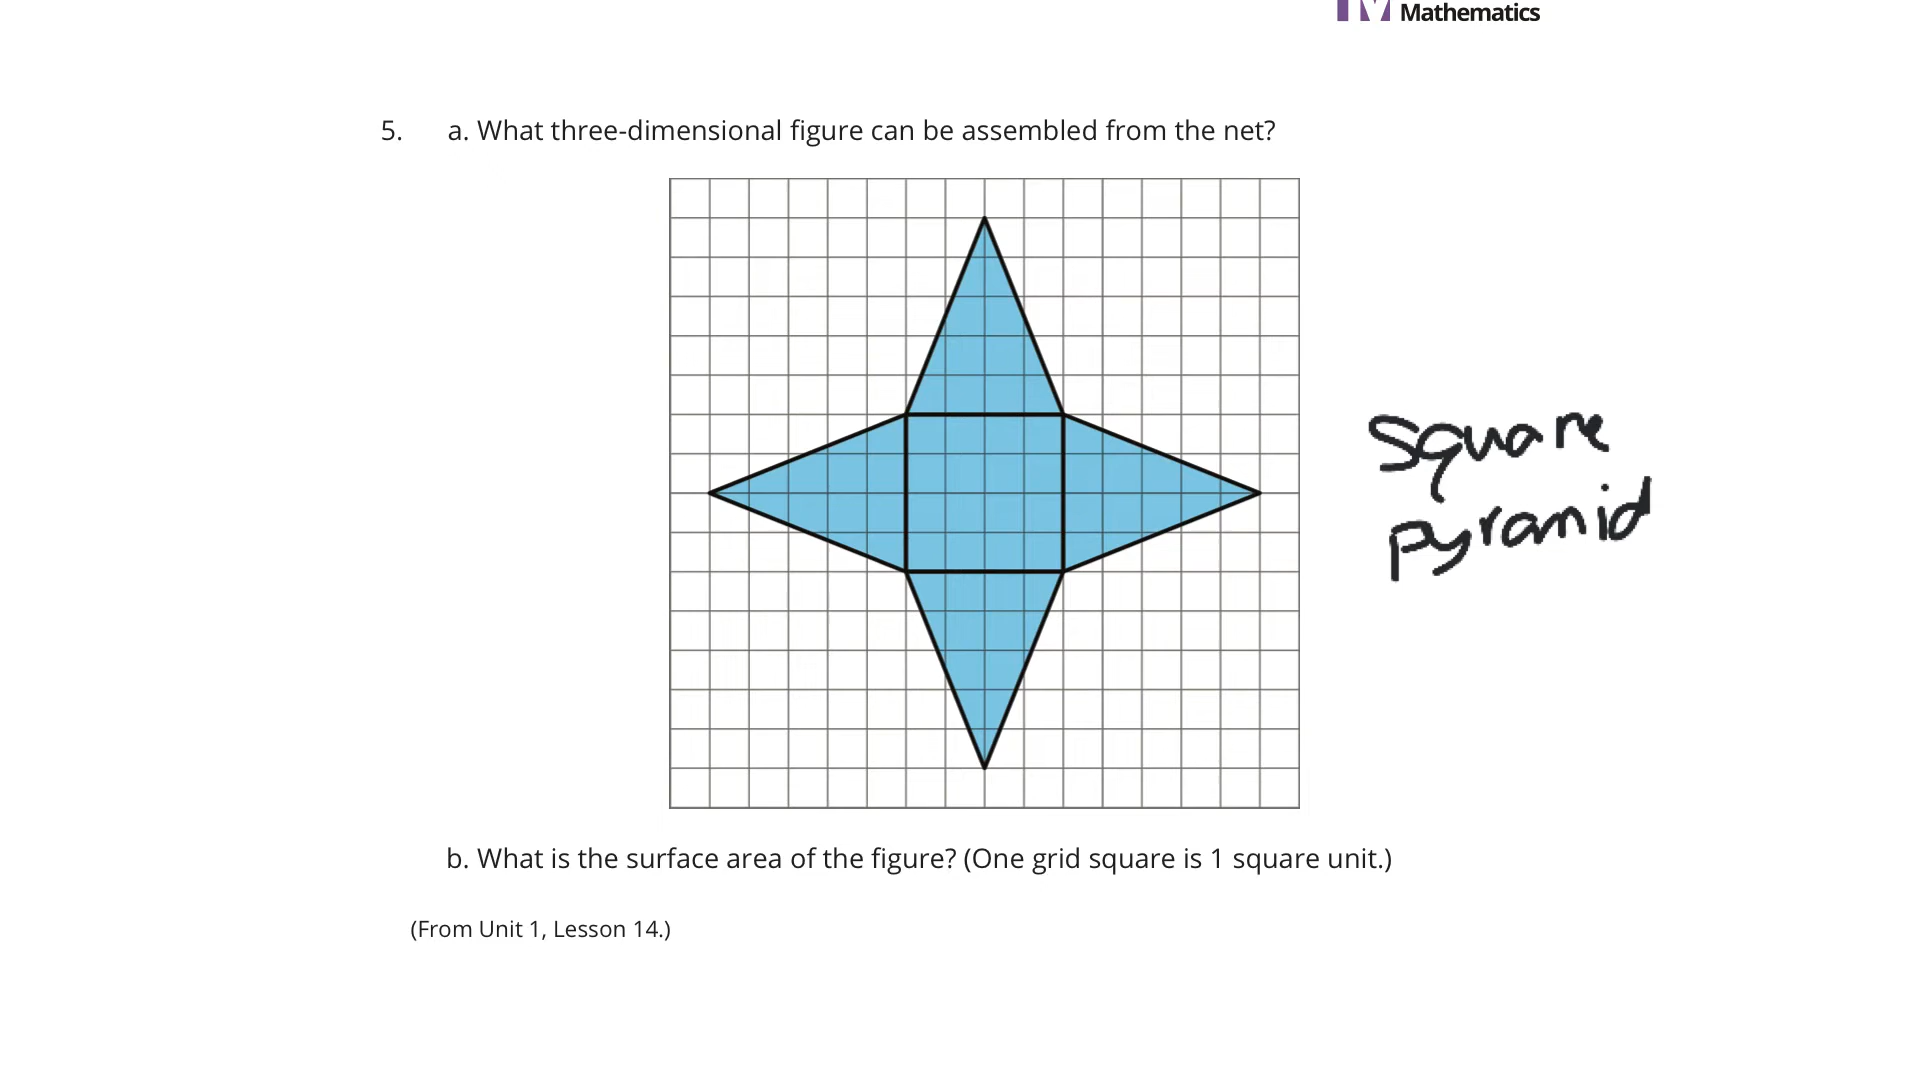 Mathematics
5. a. What three-dimensional figure can be assembled from the net?
Square
pyramid
b. What is the surface area of the figure? (One grid square is 1 square unit.)
(From Unit 1, Lesson 14.)